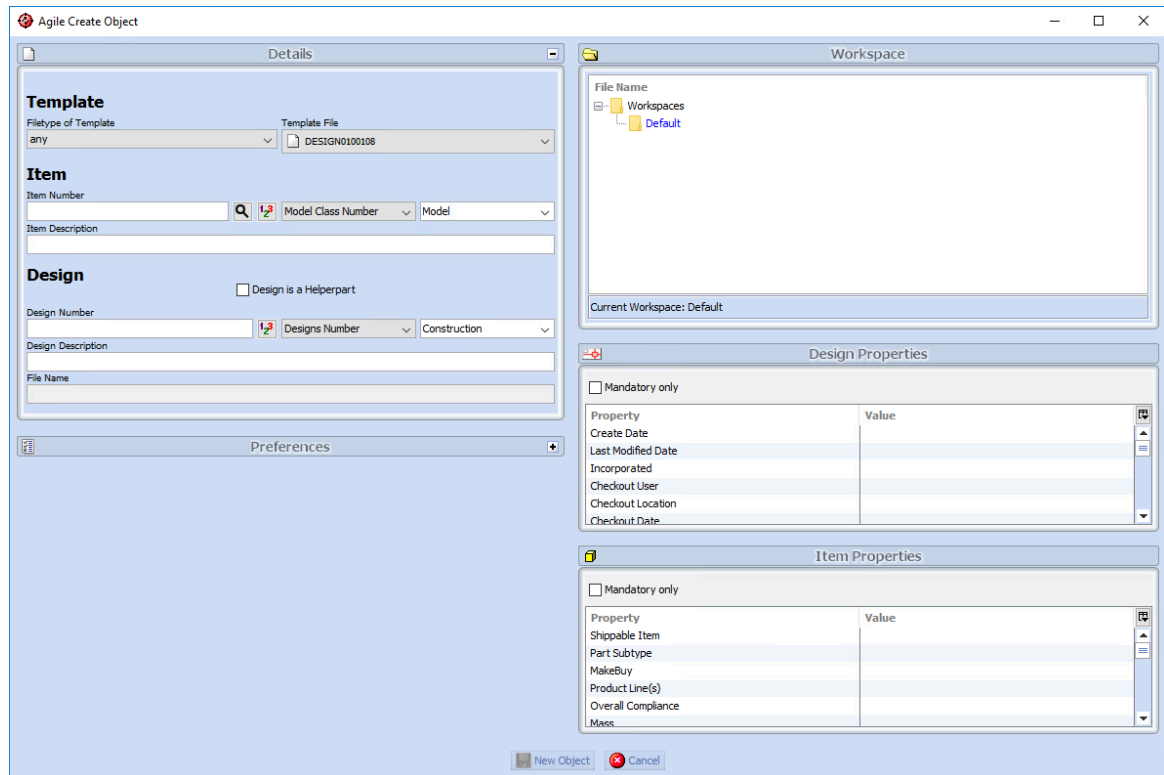 Agile Create Object
Details
Template
Filetype of Template Template File
any DESIGN0100108
Item
Item Number
Model Class Number Model
Item Description
Design
Design is a Helperpart
Design Number
Designs Number Construction
Design Description
File Name
Preferences
Workspace
File Name
Workspaces
Default
Current Workspace: Default
Design Properties
Mandatory only
Property Value
Create Date
Last Modified Date
Incorporated
Checkout User
Checkout Location
Checkout Date
Item Properties
Mandatory only
Property Value
Shippable Item
Part Subtype
MakeBuy
Product Line(s)
Overall Compliance
Mass
New Object Cancel